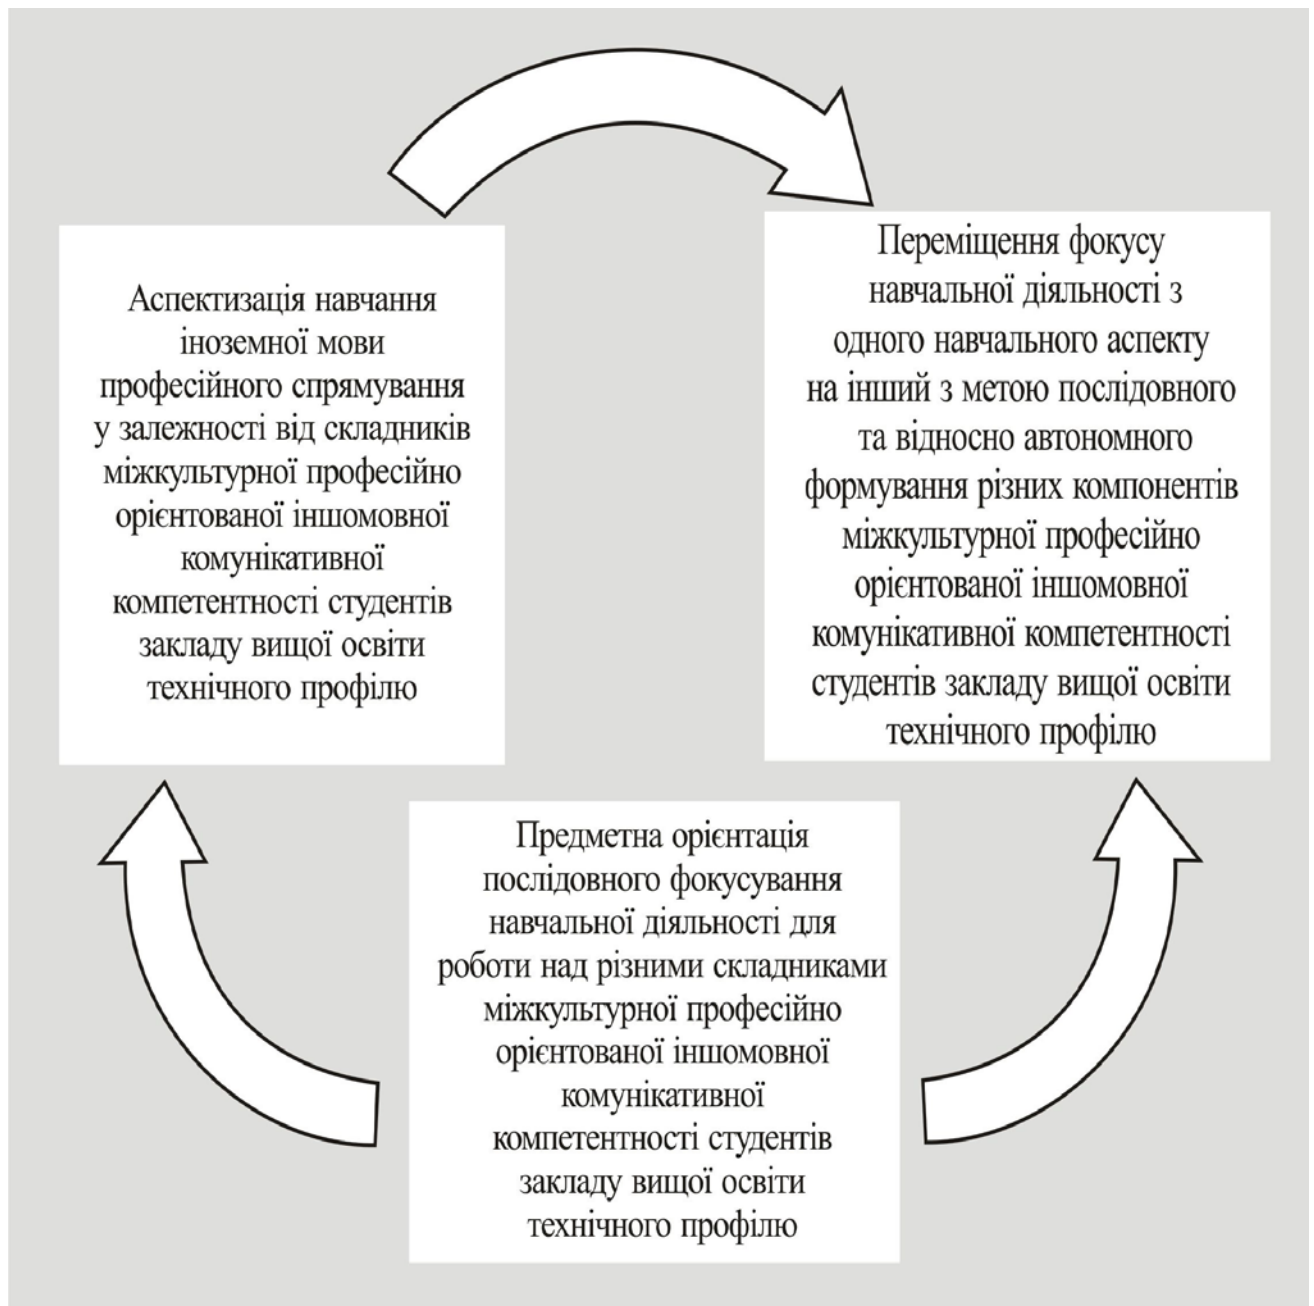 Аспектизація навчання
іноземної мови
професійного спрямування
у залежності від складників
міжкультурної професійно
орієнтованої іншомовної
комунікативної
компетентності студентів
закладу вищої освіти
технічного профілю
Переміщення фокусу
навчальної діяльності з
одного навчального аспекту
на інший з метою послідовного
та відносно автономного
формування різних компонентів
міжкультурної професійно
орієнтованої іншомовної
комунікативної компетентності
студентів закладу вищої освіти
технічного профілю
Предметна орієнтація
послідовного фокусування
навчальної діяльності для
роботи над різними складниками
міжкультурної професійно
орієнтованої іншомовної
комунікативної
компетентності студентів
закладу вищої освіти
технічного профілю